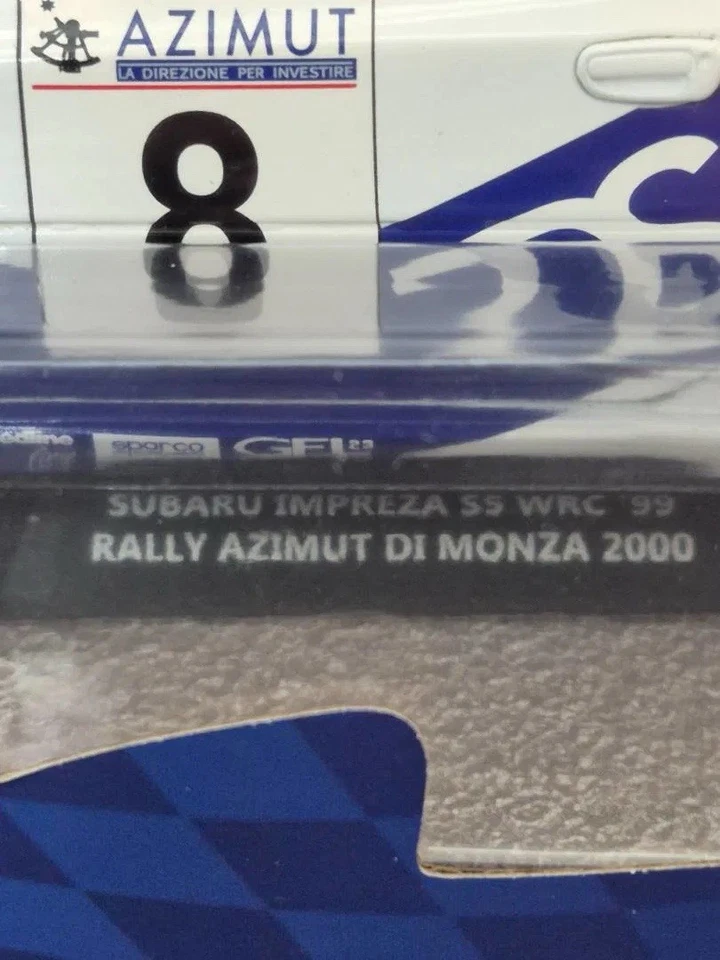 AZIMUT
LA DIREZIONE PER INVESTIRE
8
sparco
SUBARU IMPREZA S5 WRC '99
RALLY AZIMUT DI MONZA 2000